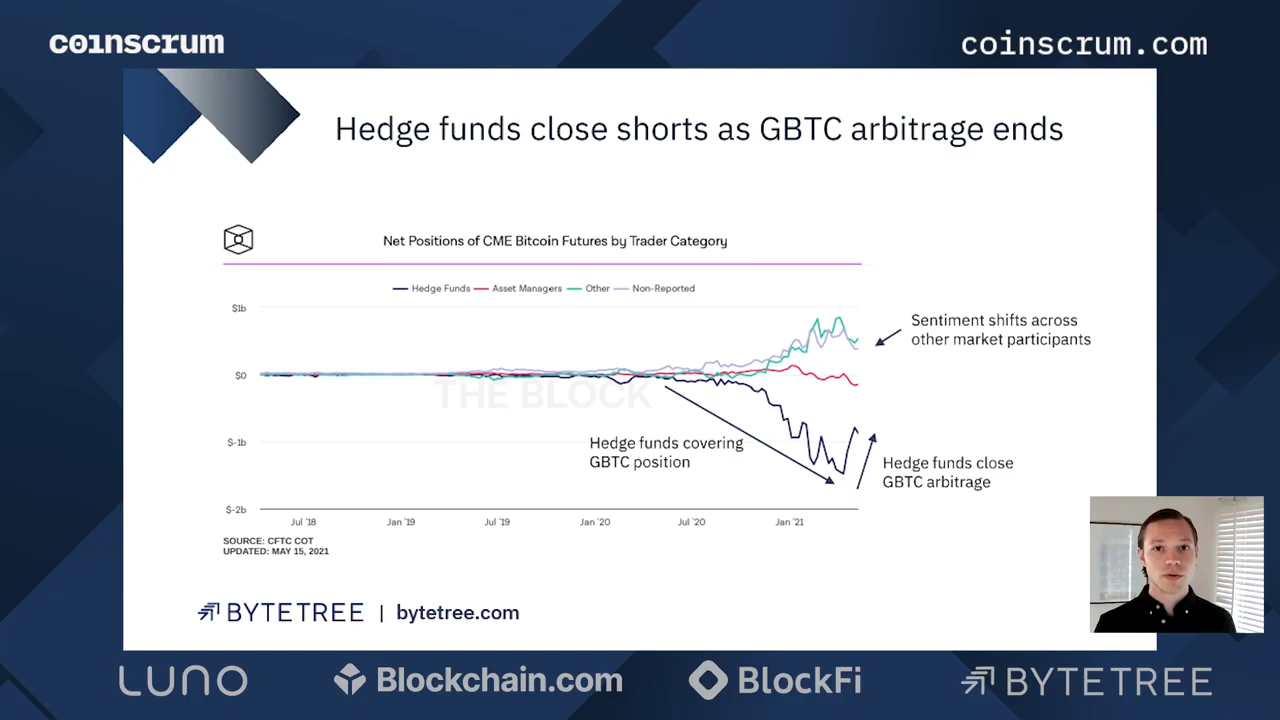 coinscrum
coinscrum.com
Hedge funds close shorts as GBTC arbitrage ends
Net Positions of CME Bitcoin Futures by Trader Category
Hedge Funds Asset Managers Other Non-Reported
$1b
$0
$-1b
$-2b
THE BLOCK
Sentiment shifts across
other market participants
Hedge funds covering
GBTC position
Hedge funds close
GBTC arbitrage
Jul '18 Jan '19 Jul '19 Jan '20 Jul '20 Jan '21
SOURCE: CFTC COT
UPDATED: MAY 15, 2021
BYTETREE | bytetree.com
LUNO Blockchain.com BlockFi BYTETREE